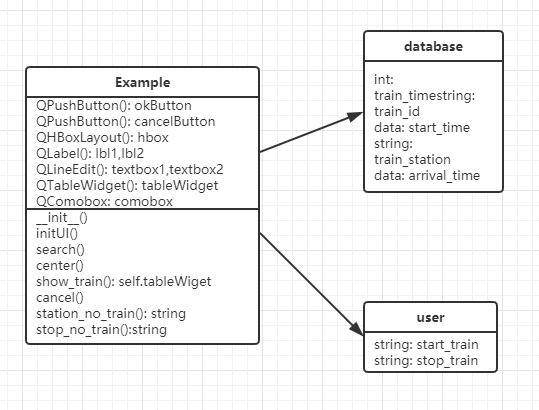 Example
QPushButton(): okButton
QPushButton(): cancelButton
QHBoxLayout(): hbox
QLabel(): lbl1,lbl2
QLineEdit(): textbox1,textbox2
QTableWidget(): tableWidget
QComobox: comobox
__init__()
initUI()
search()
center()
show_train(): self.tableWiget
cancel()
station_no_train(): string
stop_no_train():string
database
int:
train_timestring:
train_id
data: start_time
string:
train_station
data: arrival_time
user
string: start_train
string: stop_train